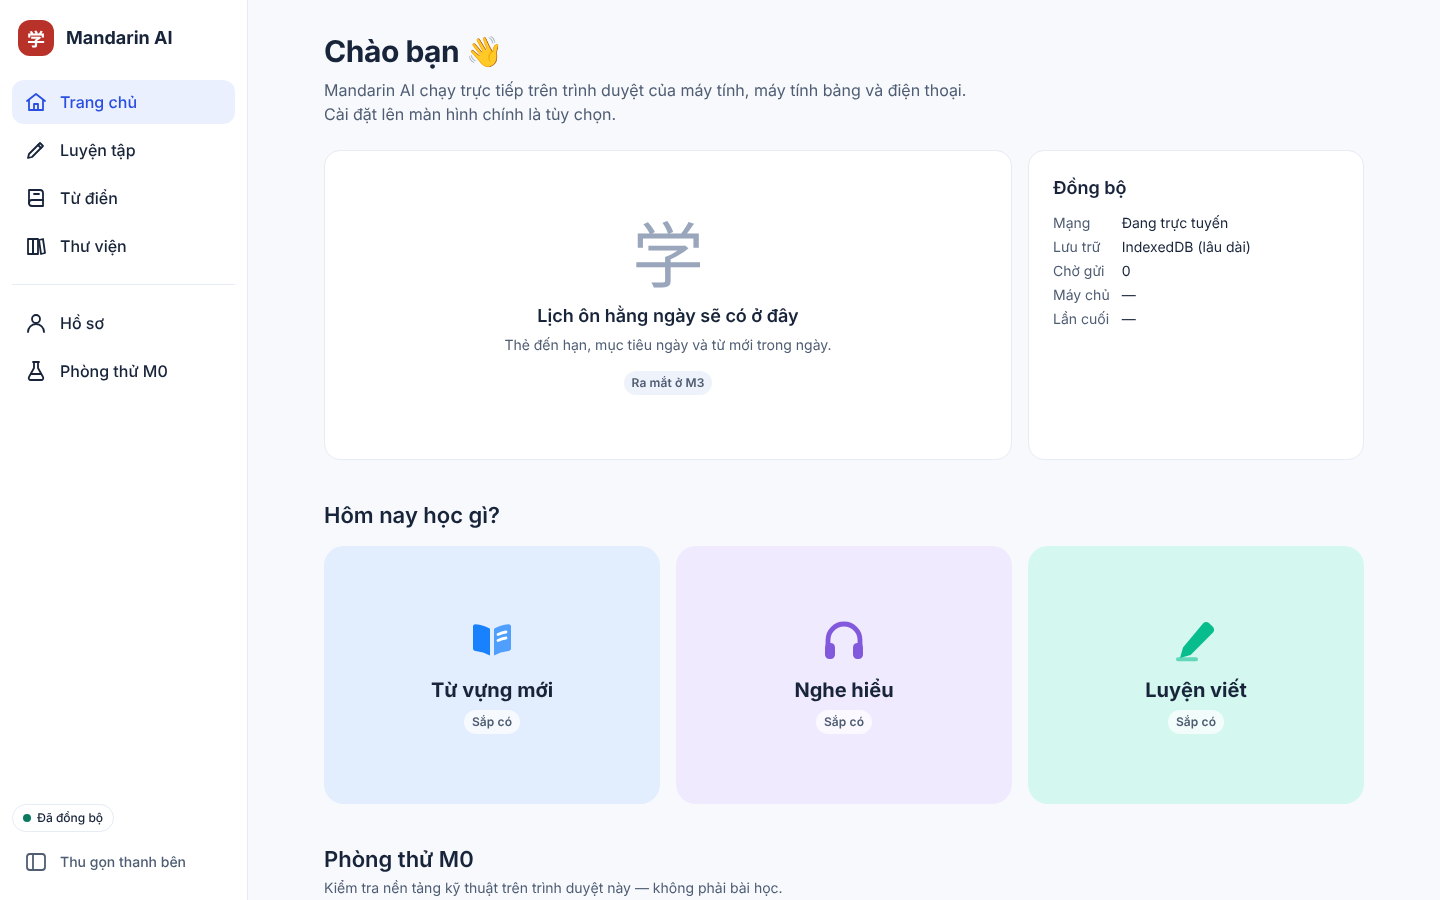 学 Mandarin AI
Trang chủ
Luyện tập
Từ điển
Thư viện
Hồ sơ
Phòng thử M0
Đã đồng bộ
Thu gọn thanh bên
Chào bạn 👋
Mandarin AI chạy trực tiếp trên trình duyệt của máy tính, máy tính bảng và điện thoại.
Cài đặt lên màn hình chính là tùy chọn.
学
Lịch ôn hằng ngày sẽ có ở đây
Thẻ đến hạn, mục tiêu ngày và từ mới trong ngày.
Ra mắt ở M3
Đồng bộ
Mạng Đang trực tuyến
Lưu trữ IndexedDB (lâu dài)
Chờ gửi 0
Máy chủ —
Lần cuối —
Hôm nay học gì?
Từ vựng mới
Sắp có
Nghe hiểu
Sắp có
Luyện viết
Sắp có
Phòng thử M0
Kiểm tra nền tảng kỹ thuật trên trình duyệt này — không phải bài học.